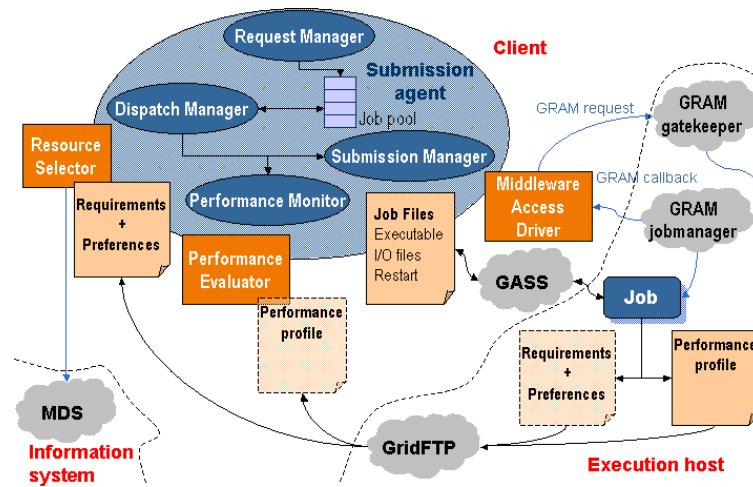 Request Manager
Client
Submission
agent
Dispatch Manager
Job pool
GRAM request
GRAM
gatekeeper
Resource
Selector
Submission Manager
GRAM callback
Middleware
Access
Driver
Performance Monitor
Requirements
+
Preferences
Job Files
Executable
I/O files
Restart
GRAM
jobmanager
Performance
Evaluator
GASS
Job
Performance
profile
Requirements
+
Preferences
Performance
profile
MDS
Information
system
GridFTP
Execution host